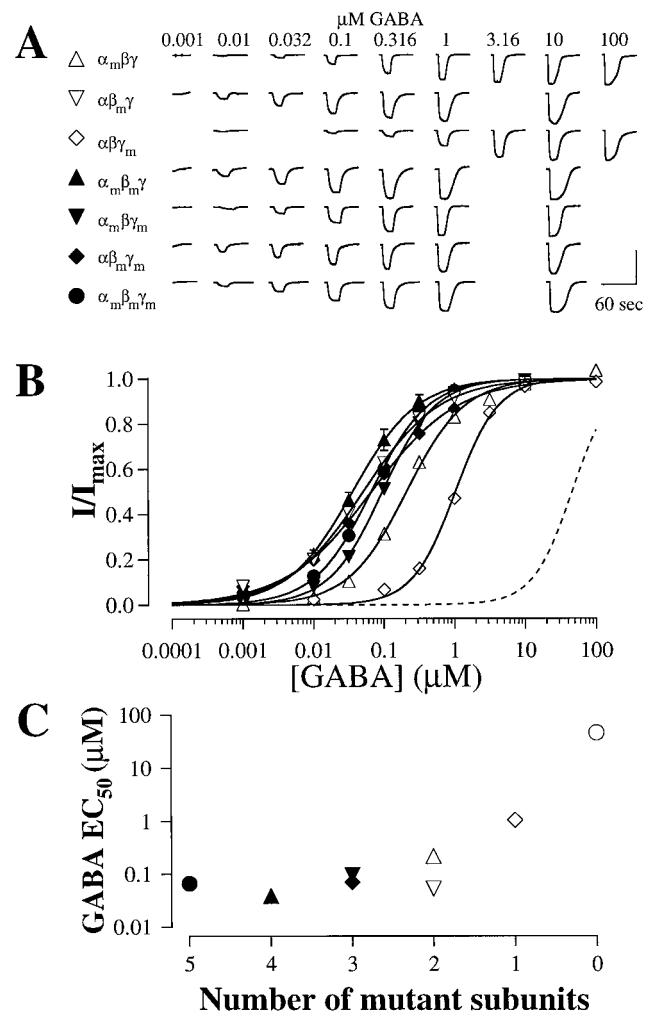 A
μM GABA
0.001 0.01 0.032 0.1 0.316 1 3.16 10 100
△ αmβγ
▽ αβmγ
◇ αβγm
▲ αmβmγ
▼ αmβγm
◆ αβmγm
● αmβmγm
60 sec
B
I/Imax
1.0
0.8
0.6
0.4
0.2
0.0
0.0001 0.001 0.01 0.1 1 10 100
[GABA] (μM)
C
GABA EC50 (μM)
100
10
1
0.1
0.01
5 4 3 2 1 0
Number of mutant subunits